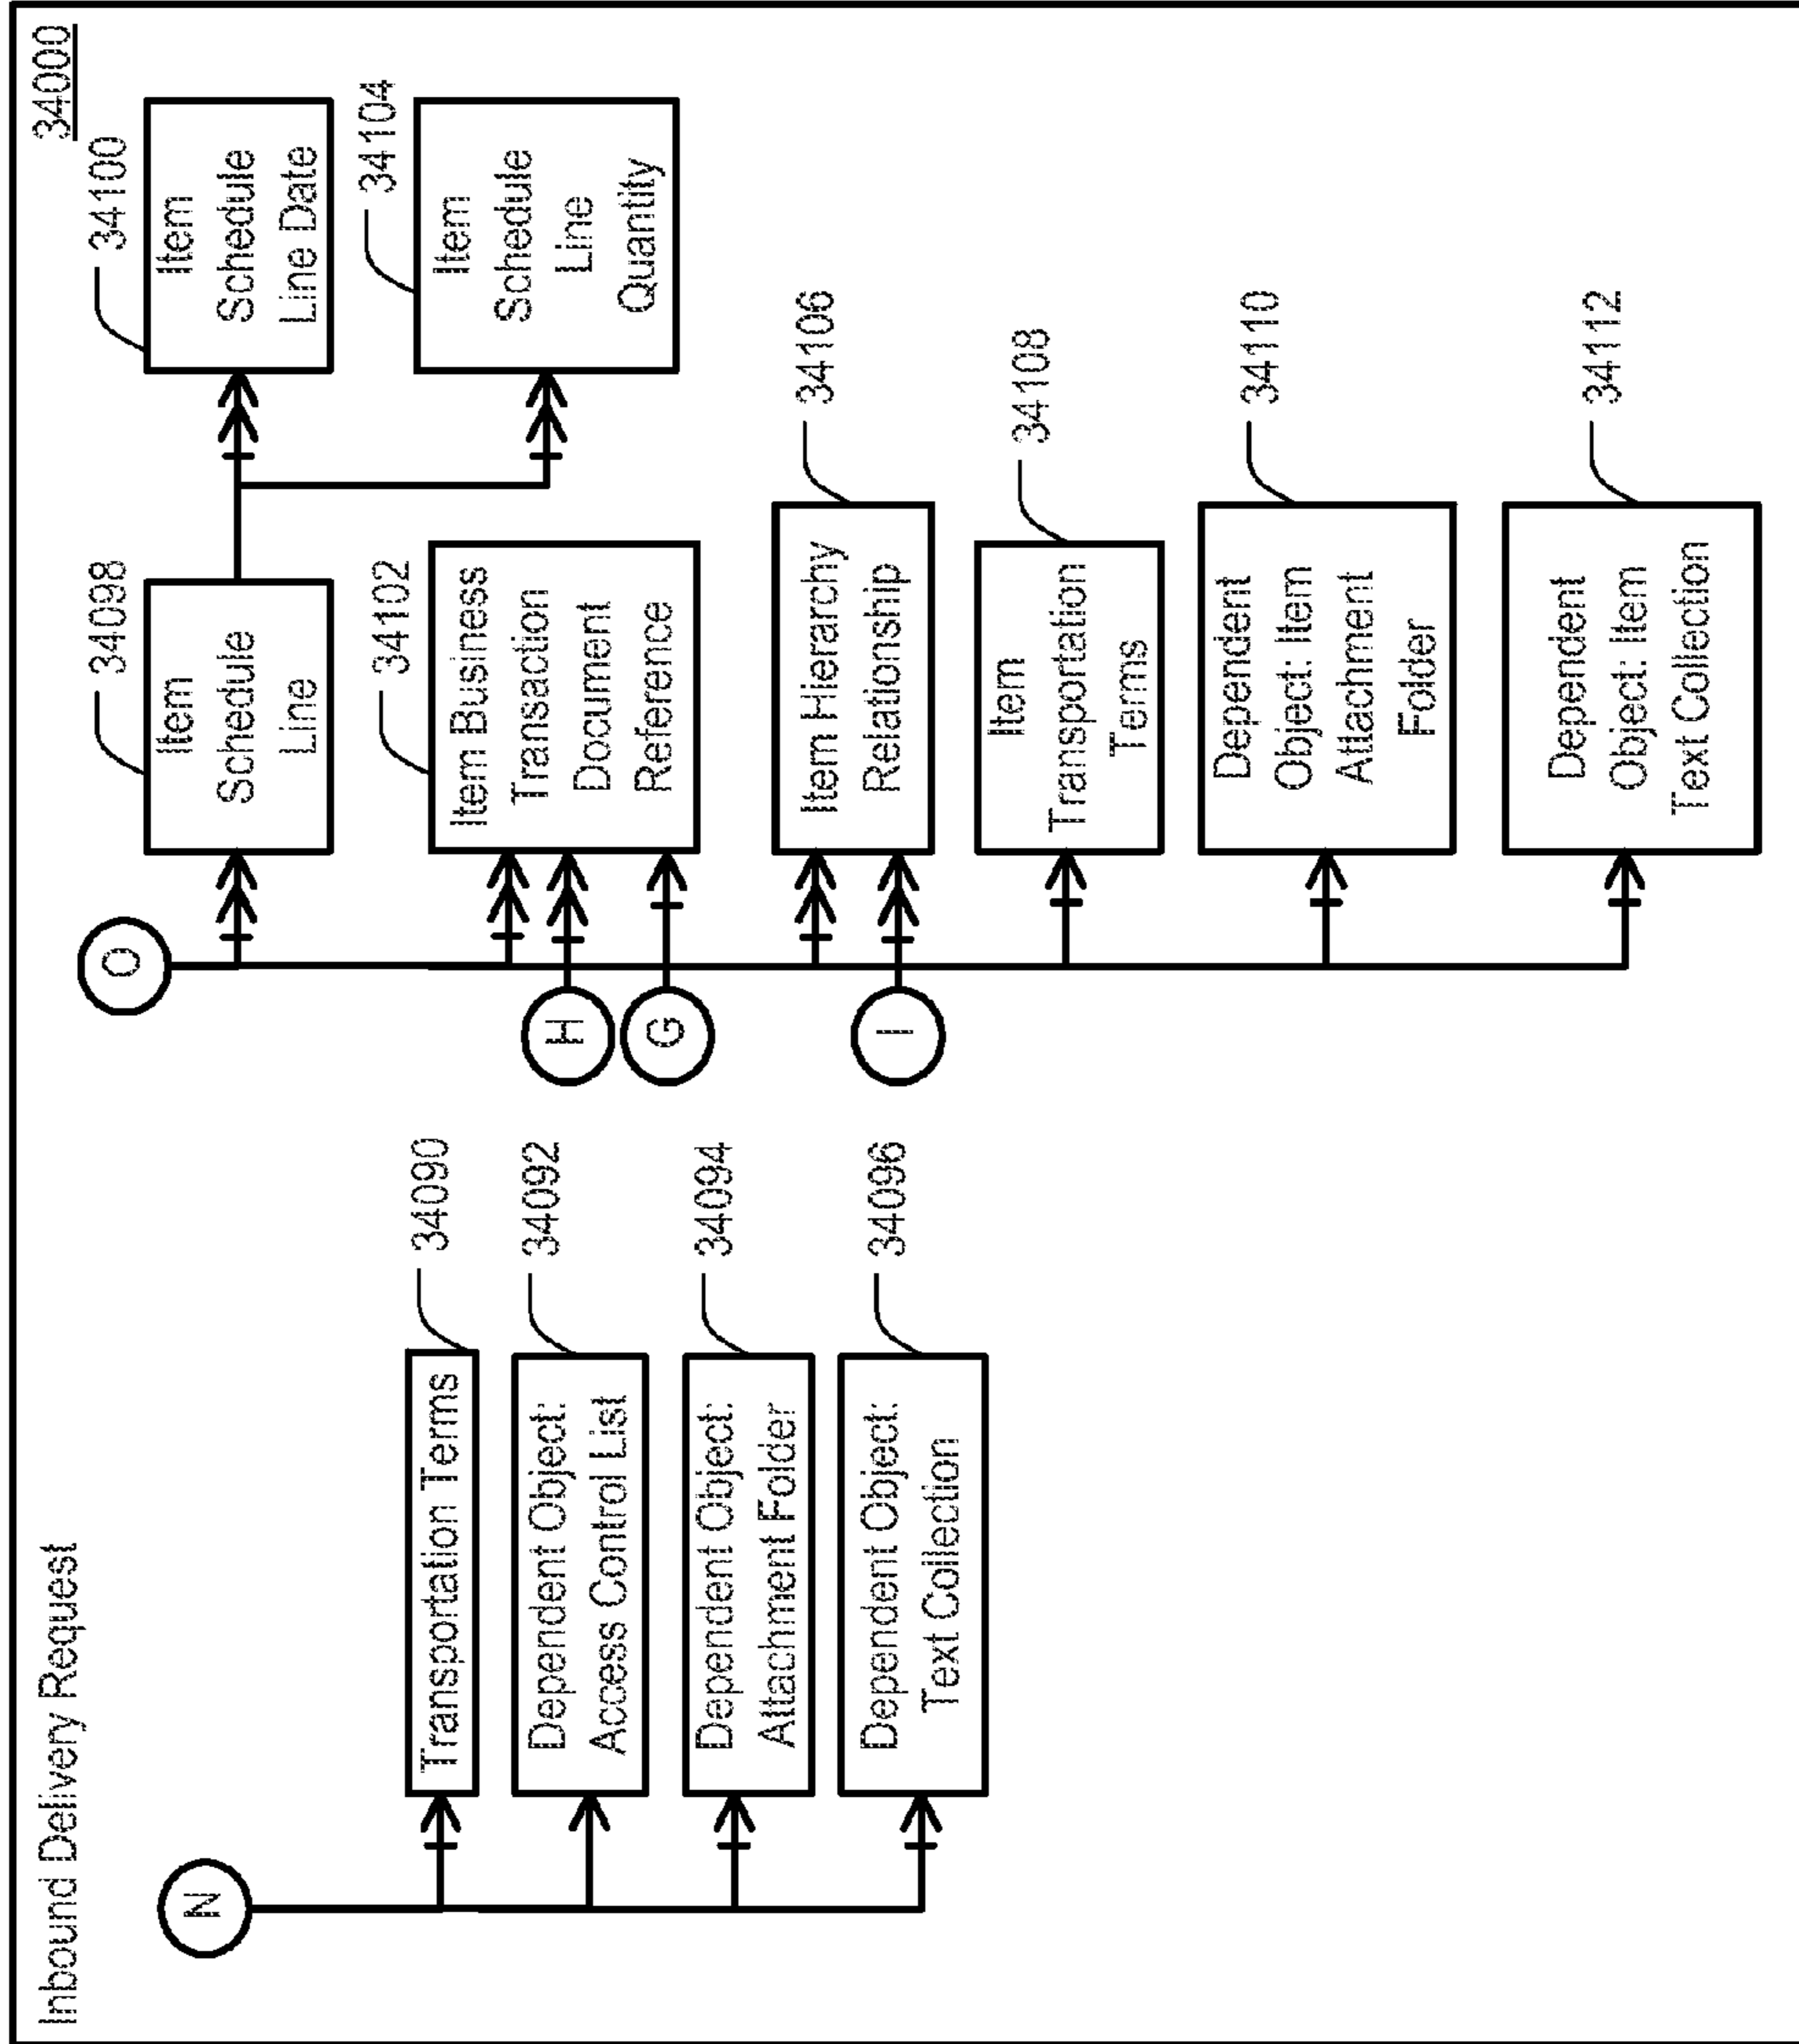 Inbound Delivery Request
34000
N
Transportation Terms
34090
Dependent Object:
Access Control List
34092
Dependent Object:
Attachment Folder
34094
Dependent Object:
Text Collection
34096
O
Item
Schedule
Line
34098
Item
Schedule
Line Date
34100
Item
Schedule
Line
Quantity
34104
H
G
Item Business
Transaction
Document
Reference
34102
I
Item Hierarchy
Relationship
34106
Item
Transportation
Terms
34108
Dependent
Object: Item
Attachment
Folder
34110
Dependent
Object: Item
Text Collection
34112